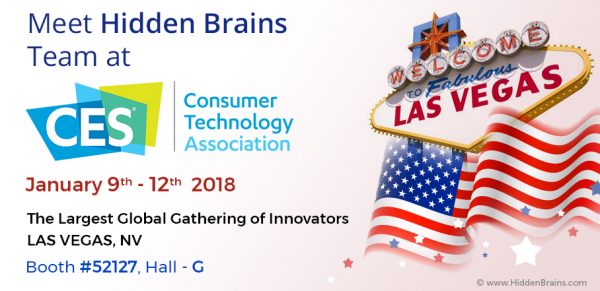 Meet Hidden Brains
Team at
CES®
Consumer
Technology
Association
January 9th - 12th 2018
The Largest Global Gathering of Innovators
LAS VEGAS, NV
Booth #52127, Hall - G
WELCOME
TO Fabulous
LAS VEGAS
© www.HiddenBrains.com